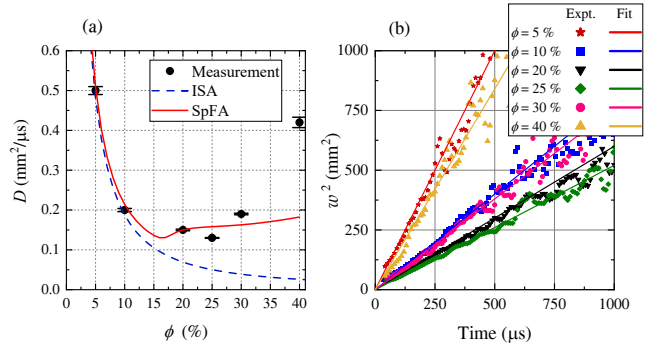 (a)
Measurement
ISA
SpFA
0.6
0.5
0.4
0.3
0.2
0.1
0.0
D (mm²/μs)
0 5 10 15 20 25 30 35 40
ϕ (%)
(b)
Expt. Fit
ϕ = 5 %
ϕ = 10 %
ϕ = 20 %
ϕ = 25 %
ϕ = 30 %
ϕ = 40 %
1000
750
500
250
w² (mm²)
0 250 500 750 1000
Time (μs)